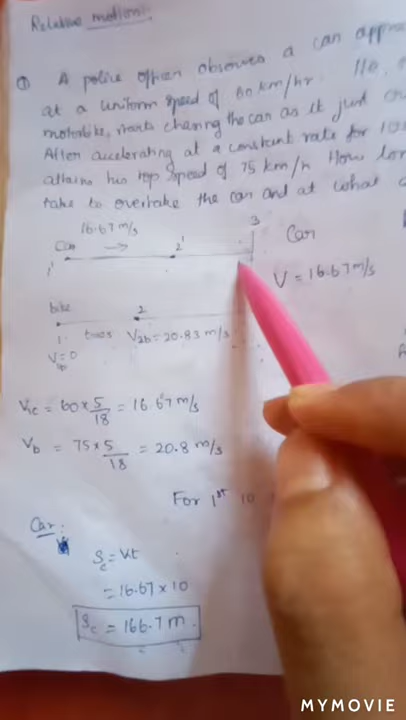 Relative motion:
① A police officer observes a car approa
at a uniform speed of 60 km/hr. He, o
motorbike, starts chasing the car as it just cr
After accelerating at a constant rate for 10s
attains his top speed of 75 km/h How lon
take to overtake the car and at what d
16.67 m/s
3
Car
2'
Car
1'
V = 16.67 m/s
bike
2
1
t=10s V2b = 20.83 m/s
V1b = 0
V1c = 60 × 5/18 = 16.67 m/s
Vb = 75 × 5/18 = 20.8 m/s
For 1st 10
Car:
Sc = Vt
= 16.67 × 10
Sc = 166.7 m.
MYMOVIE